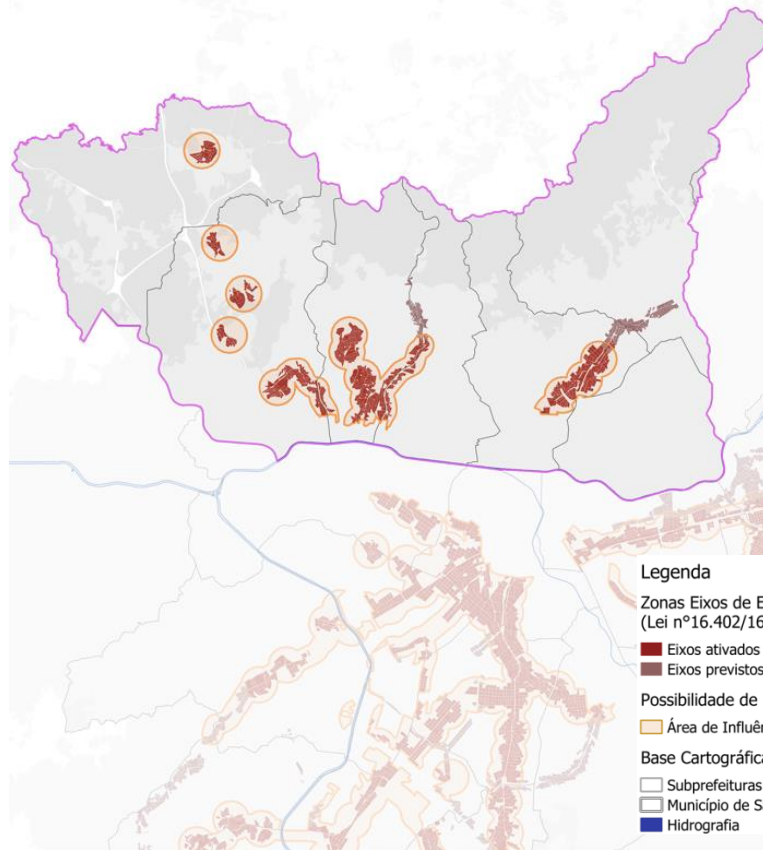 Legenda
Zonas Eixos de E
(Lei n°16.402/16
Eixos ativados
Eixos previstos
Possibilidade de
Área de Influên
Base Cartográfica
Subprefeituras
Município de S
Hidrografia